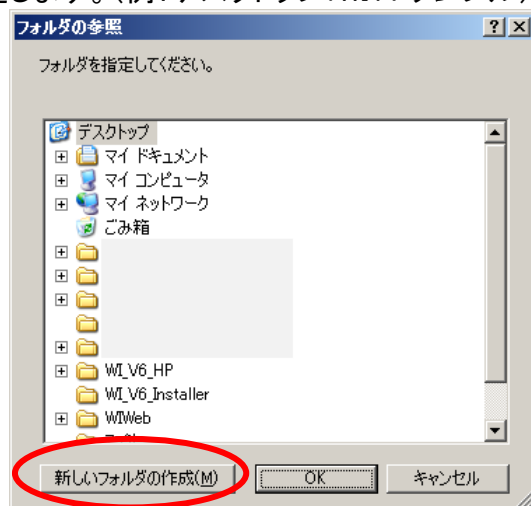 フォルダの参照
フォルダを指定してください。
デスクトップ
マイ ドキュメント
マイ コンピュータ
マイ ネットワーク
ごみ箱
WI_V6_HP
WI_V6_Installer
WIWeb
新しいフォルダの作成(M)
OK
キャンセル